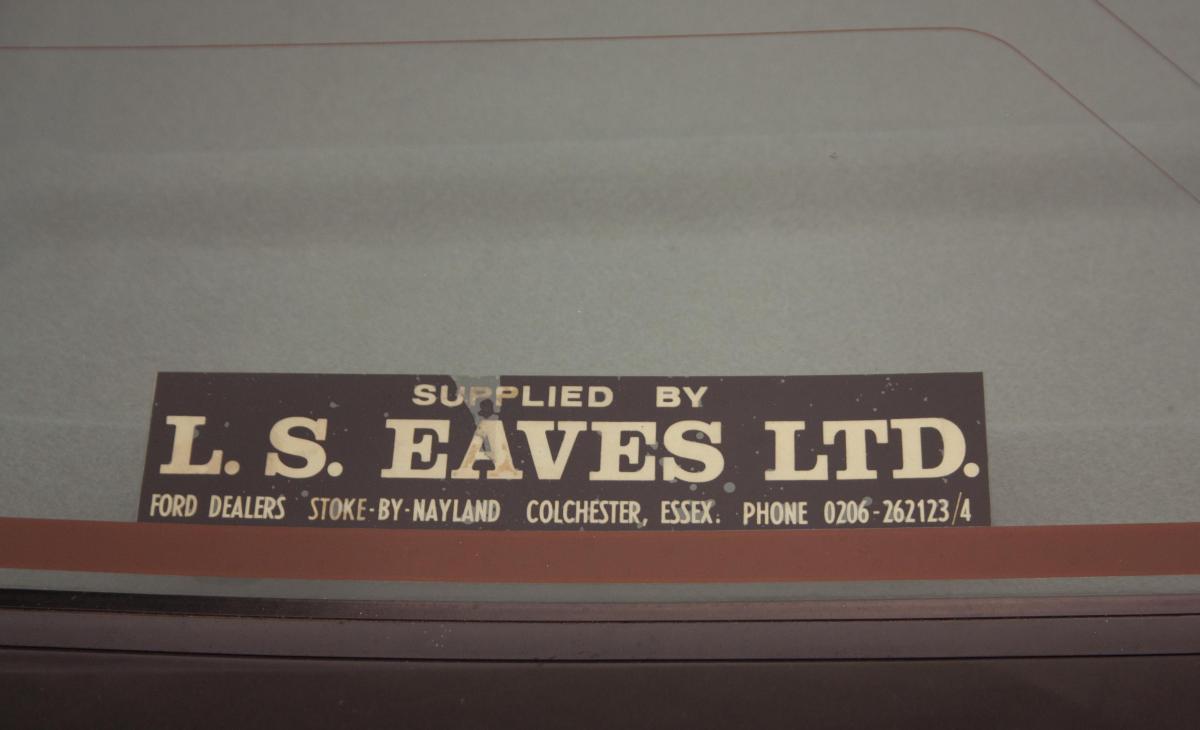 SUPPLIED BY
L. S. EAVES LTD.
FORD DEALERS STOKE-BY-NAYLAND COLCHESTER, ESSEX. PHONE 0206-262123/4